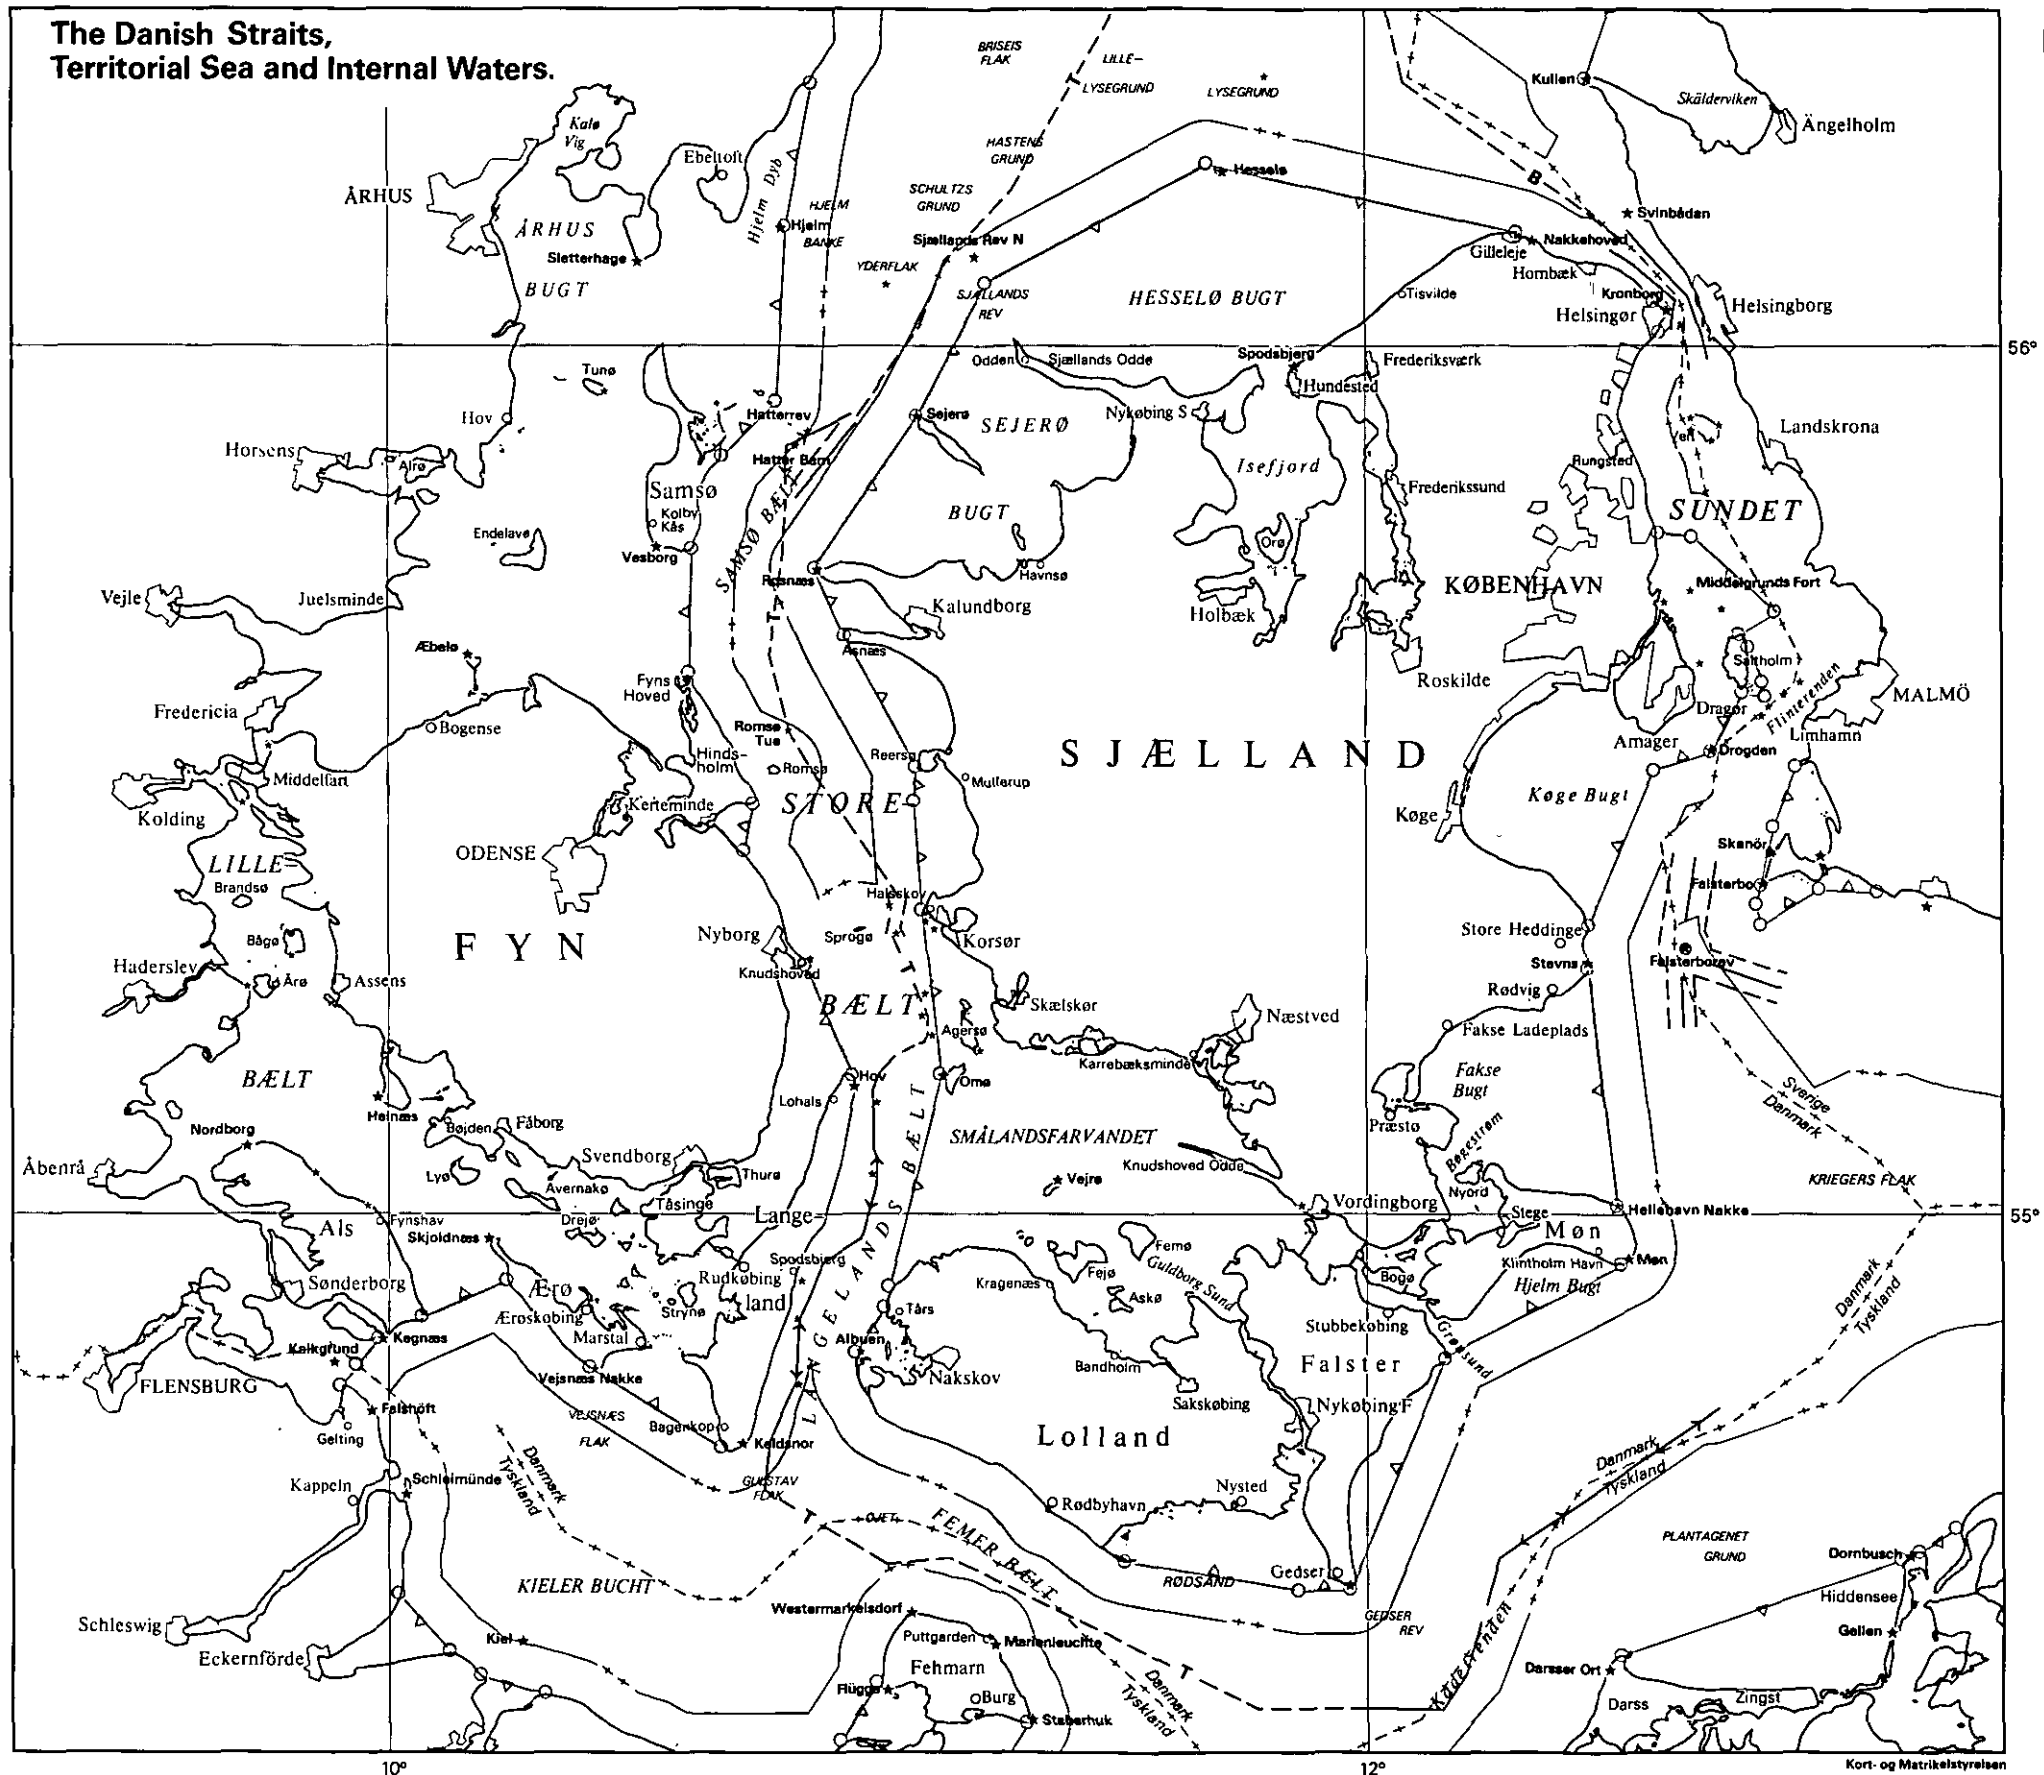 The Danish Straits,
Territorial Sea and Internal Waters.
BRISEIS
FLAK
LILLE-
LYSEGRUND
LYSEGRUND
Kullen
Skälderviken
Ängelholm
Kalø
Vig
Ebeltoft
Hjelm Dyb
HASTENS
GRUND
ÅRHUS
ÅRHUS
BUGT
Sletterhage
Hjelm
HJELM
BANKE
SCHULTZS
GRUND
Hesselø
B
Svinbådan
Sjællands Rev N
YDERFLAK
SJÆLLANDS
REV
HESSELØ BUGT
Nakkehoved
Gilleleje
Hornbæk
Tisvilde
Kronborg
Helsingør
Helsingborg
56°
Tunø
Odden
Sjællands Odde
Spodsbjerg
Frederiksværk
Hundested
Hov
Hatterrev
Sejerø
SEJERØ
BUGT
Nykøbing S
Isefjord
Landskrona
Horsens
Alrø
Hatter Barn
Samsø
Kolby
Kås
SAMSØ BÆLT
Rungsted
Frederikssund
SUNDET
Endelave
Vesborg
Røsnæs
Havnsø
Orø
Vejle
Juelsminde
Kalundborg
Holbæk
KØBENHAVN
Middelgrunds Fort
Æbelø
Asnæs
Fyns
Hoved
Roskilde
Saltholm
MALMÖ
Fredericia
Bogense
Romsø
Tue
Dragør
Flinterenden
Limhamn
Hinds-
holm
Romsø
Reersø
SJÆLLAND
Amager
Drogden
Middelfart
Kolding
Kerteminde
STORE-
Mullerup
Køge
Køge Bugt
LILLE-
Brandsø
ODENSE
Skanör
Falsterbo
Halsskov
Bågø
FYN
Nyborg
Sprogø
Korsør
Store Heddinge
Haderslev
Årø
Assens
Knudshoved
Stevns
Falsterborev
BÆLT
Skælskør
Rødvig
Agersø
Næstved
Fakse Ladeplads
BÆLT
Hov
Omø
Karrebæksminde
Fakse
Bugt
Helnæs
Lohals
Sverige
Danmark
Nordborg
Bøjden
Fåborg
SMÅLANDSFARVANDET
Præstø
Bøgestrøm
Åbenrå
Svendborg
Thurø
Knudshoved Odde
Lyø
Avernakø
Vejrø
Nyord
KRIEGERS FLAK
Tåsinge
Lange-
Vordingborg
Stege
Hellehavn Nakke
55°
Als
Fynshav
Drejø
Skjoldnæs
Møn
Femø
Guldborg Sund
Spodsbjerg
Rudkøbing
Klintholm Havn
Møn
Sønderborg
Ærø
Kragenæs
Fejø
Bogø
Hjelm Bugt
Danmark
Tyskland
Ærøskøbing
Strynø
land
LANGELANDS BÆLT
Tårs
Askø
Marstal
Stubbekøbing
Grønsund
Kegnæs
Kalkgrund
Albuen
Bandholm
Falster
FLENSBURG
Vejsnæs Nakke
Nakskov
Sakskøbing
Falshöft
VEJSNÆS
FLAK
Bagenkop
Nykøbing F
Gelting
Keldsnor
Lolland
Danmark
Tyskland
Danmark
Tyskland
Kappeln
Schleimünde
GULSTAV
FLAK
Nysted
Rødbyhavn
T
ØJET
FEMER BÆLT
PLANTAGENET
GRUND
KIELER BUCHT
RØDSAND
Gedser
Dornbusch
Hiddensee
Westermarkelsdorf
GEDSER
REV
Schleswig
Kiel
Puttgarden
Marienleuchte
Kadetrenden
Gellen
Eckernförde
Fehmarn
Danmark
Tyskland
T
Darsser Ort
Flügge
Burg
Staberhuk
Darss
Zingst
10°
12°
Kort- og Matrikelstyrelsen